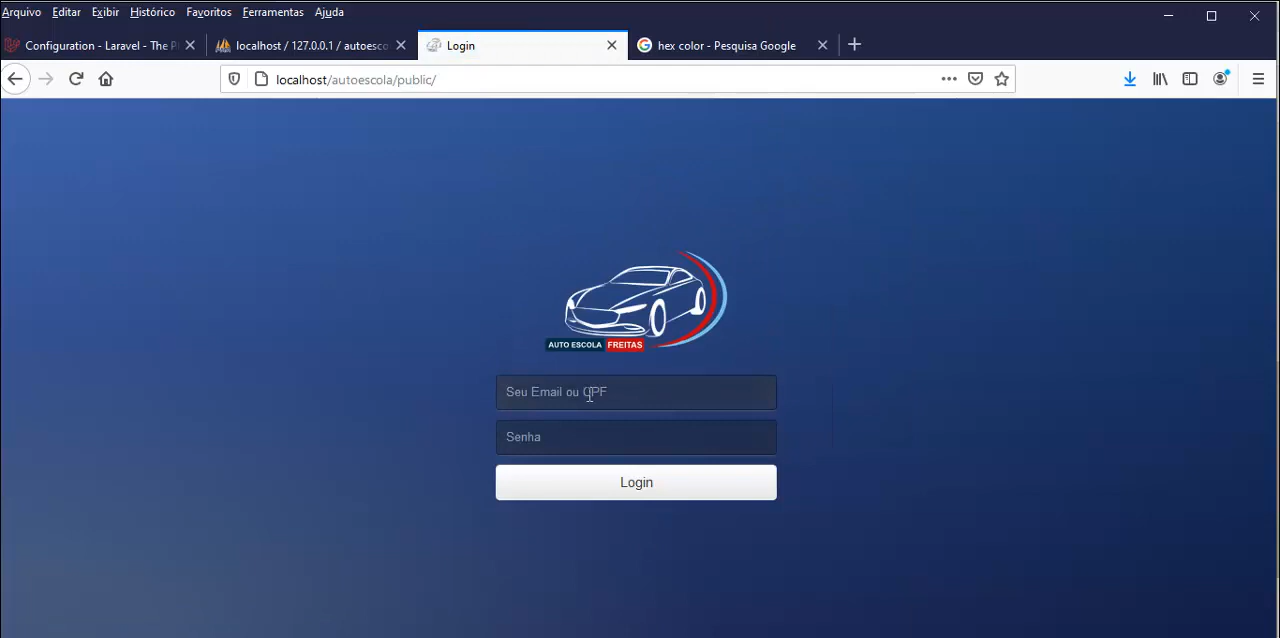 Arquivo Editar Exibir Histórico Favoritos Ferramentas Ajuda
Configuration - Laravel - The P
localhost / 127.0.0.1 / autoesco
Login
hex color - Pesquisa Google
localhost/autoescola/public/
AUTO ESCOLA FREITAS
Seu Email ou CPF
Senha
Login